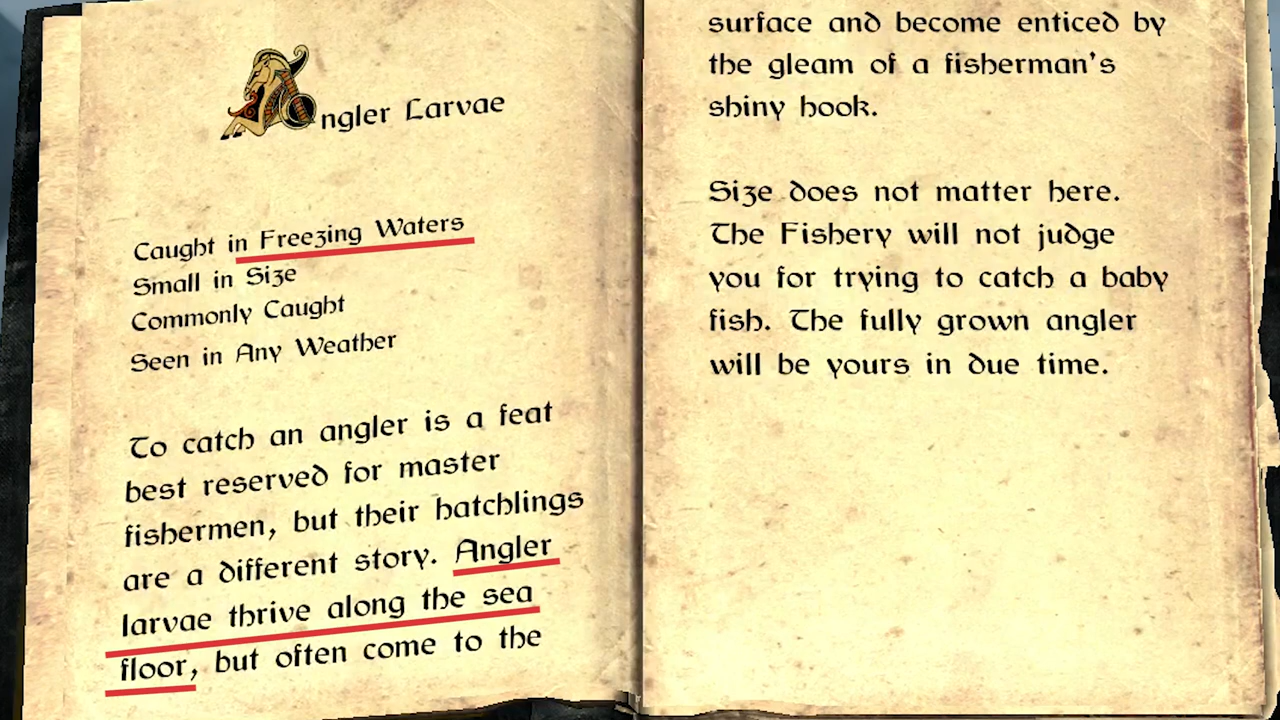 Angler Larvae
Caught in Freezing Waters
Small in Size
Commonly Caught
Seen in Any Weather
To catch an angler is a feat
best reserved for master
fishermen, but their hatchlings
are a different story. Angler
larvae thrive along the sea
floor, but often come to the
surface and become enticed by
the gleam of a fisherman's
shiny hook.
Size does not matter here.
The Fishery will not judge
you for trying to catch a baby
fish. The fully grown angler
will be yours in due time.